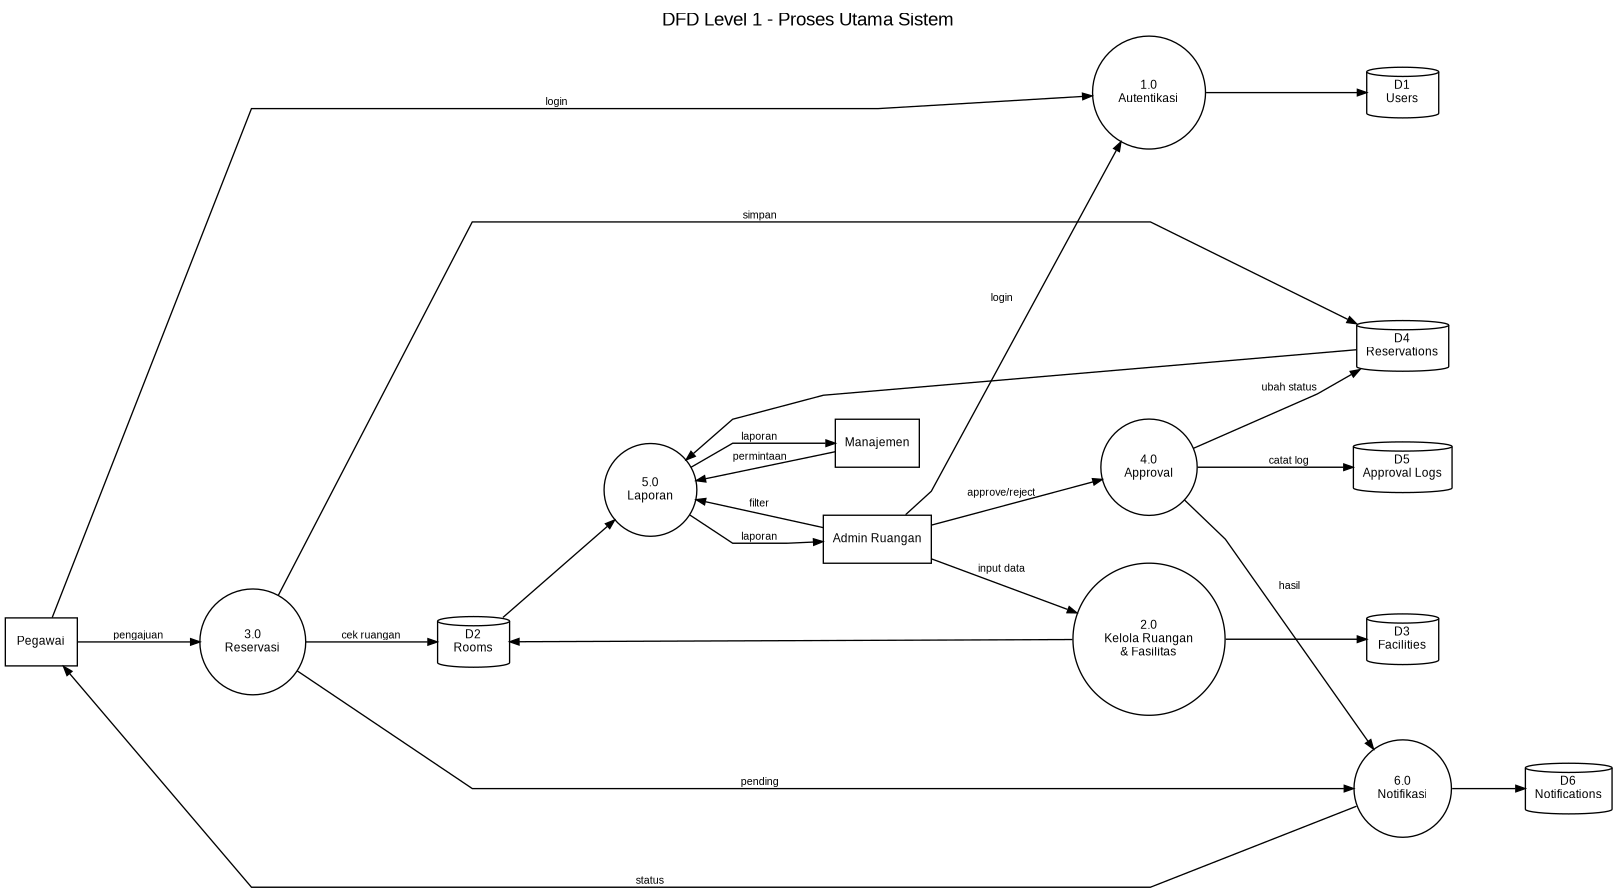 DFD Level 1 - Proses Utama Sistem
1.0
Autentikasi
D1
Users
login
simpan
login
D4
Reservations
ubah status
Manajemen
laporan
permintaan
5.0
Laporan
4.0
Approval
catat log
D5
Approval Logs
approve/reject
filter
Admin Ruangan
laporan
input data
hasil
Pegawai
pengajuan
3.0
Reservasi
cek ruangan
D2
Rooms
2.0
Kelola Ruangan
& Fasilitas
D3
Facilities
pending
6.0
Notifikasi
D6
Notifications
status